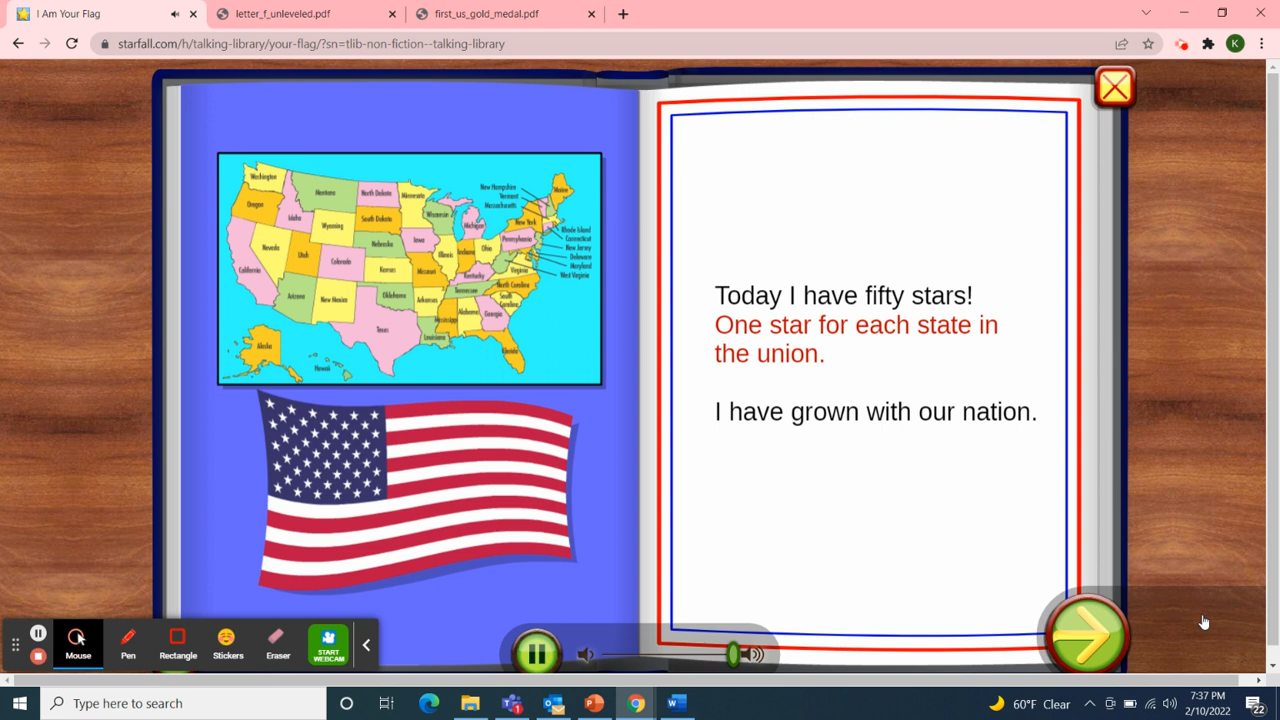 I Am Your Flag
letter_f_unleveled.pdf
first_us_gold_medal.pdf
starfall.com/h/talking-library/your-flag/?sn=tlib-non-fiction--talking-library
K
Washington
Oregon
California
Nevada
Idaho
Montana
Wyoming
Utah
Colorado
Arizona
New Mexico
North Dakota
South Dakota
Nebraska
Kansas
Oklahoma
Texas
Minnesota
Iowa
Missouri
Arkansas
Louisiana
Wisconsin
Illinois
Michigan
Indiana
Ohio
Kentucky
Tennessee
Mississippi
Alabama
Georgia
Florida
South Carolina
North Carolina
Virginia
Pennsylvania
New York
Maine
New Hampshire
Vermont
Massachusetts
Rhode Island
Connecticut
New Jersey
Delaware
Maryland
West Virginia
Alaska
Hawaii
Today I have fifty stars!
One star for each state in
the union.
I have grown with our nation.
Mouse
Pen
Rectangle
Stickers
Eraser
START
WEBCAM
Type here to search
60°F Clear
7:37 PM
2/10/2022
22